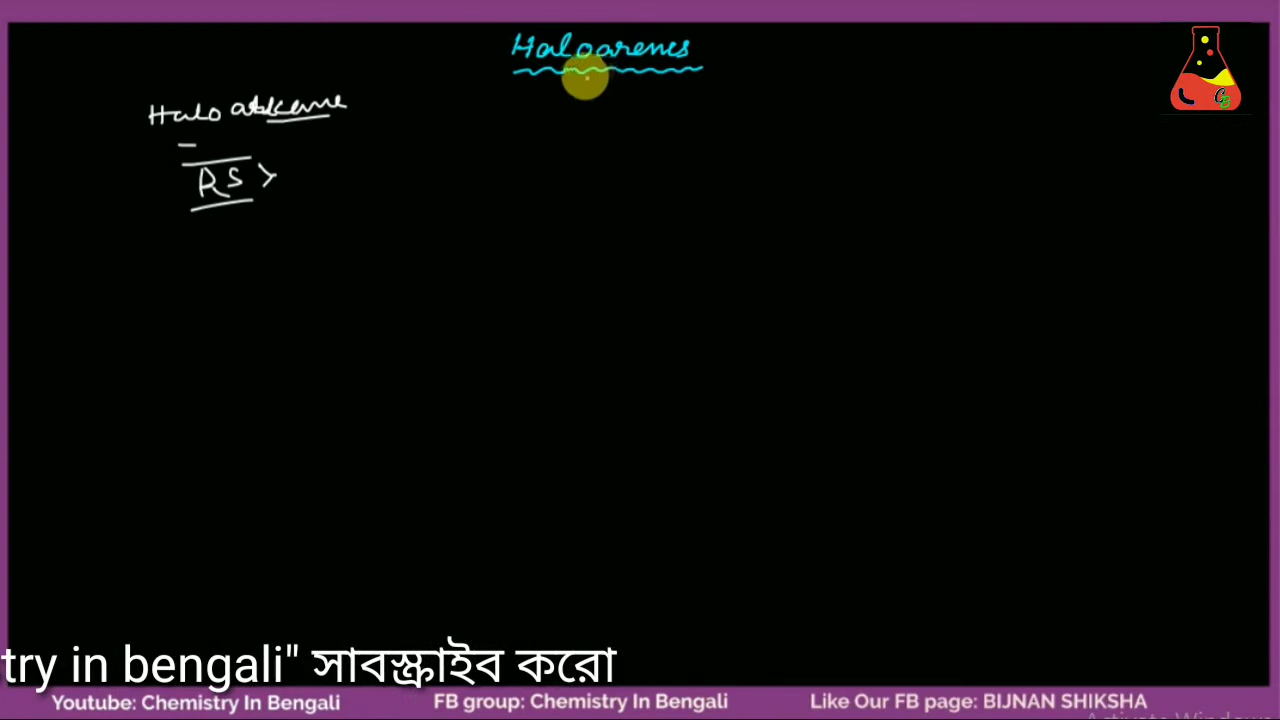 Haloarenes
Halo alkane
RS >
try in bengali" সাবস্ক্রাইব করো
Youtube: Chemistry In Bengali FB group: Chemistry In Bengali Like Our FB page: BIJNAN SHIKSHA